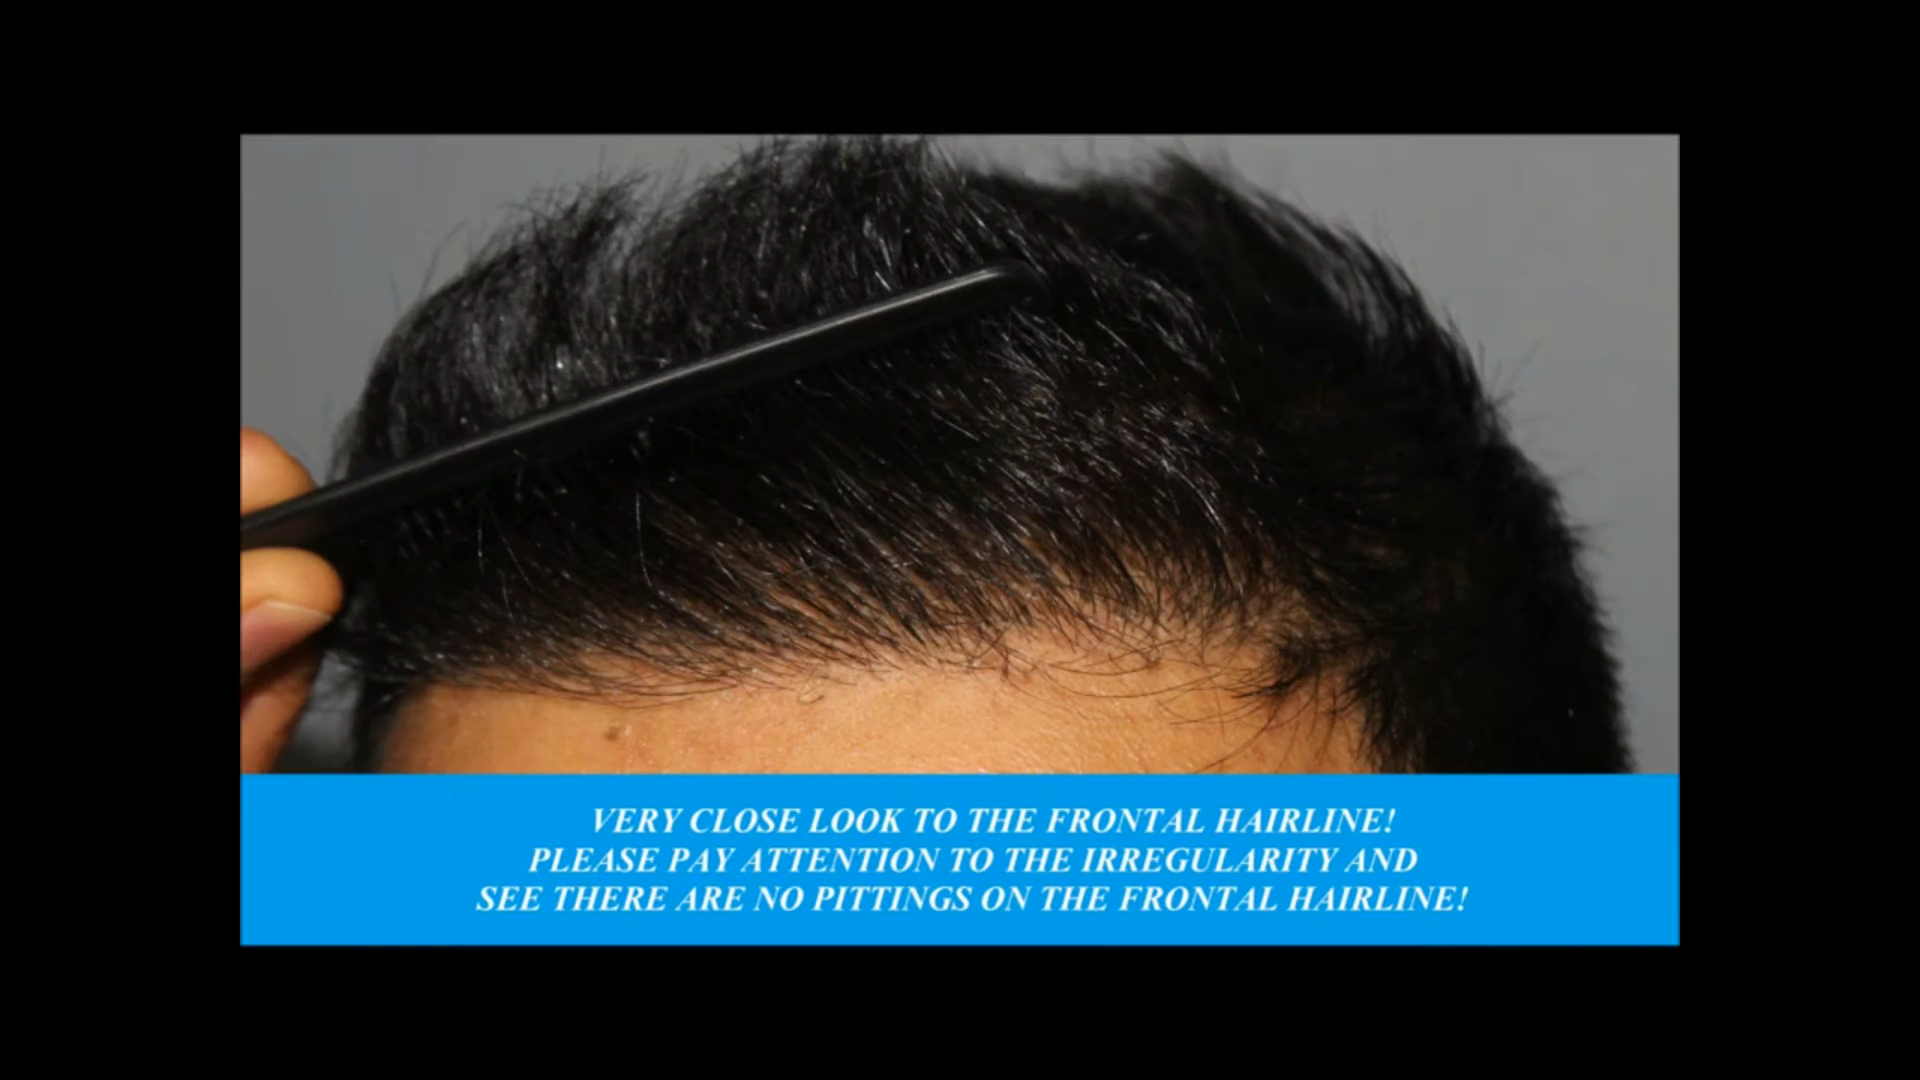 VERY CLOSE LOOK TO THE FRONTAL HAIRLINE!
PLEASE PAY ATTENTION TO THE IRREGULARITY AND
SEE THERE ARE NO PITTINGS ON THE FRONTAL HAIRLINE!